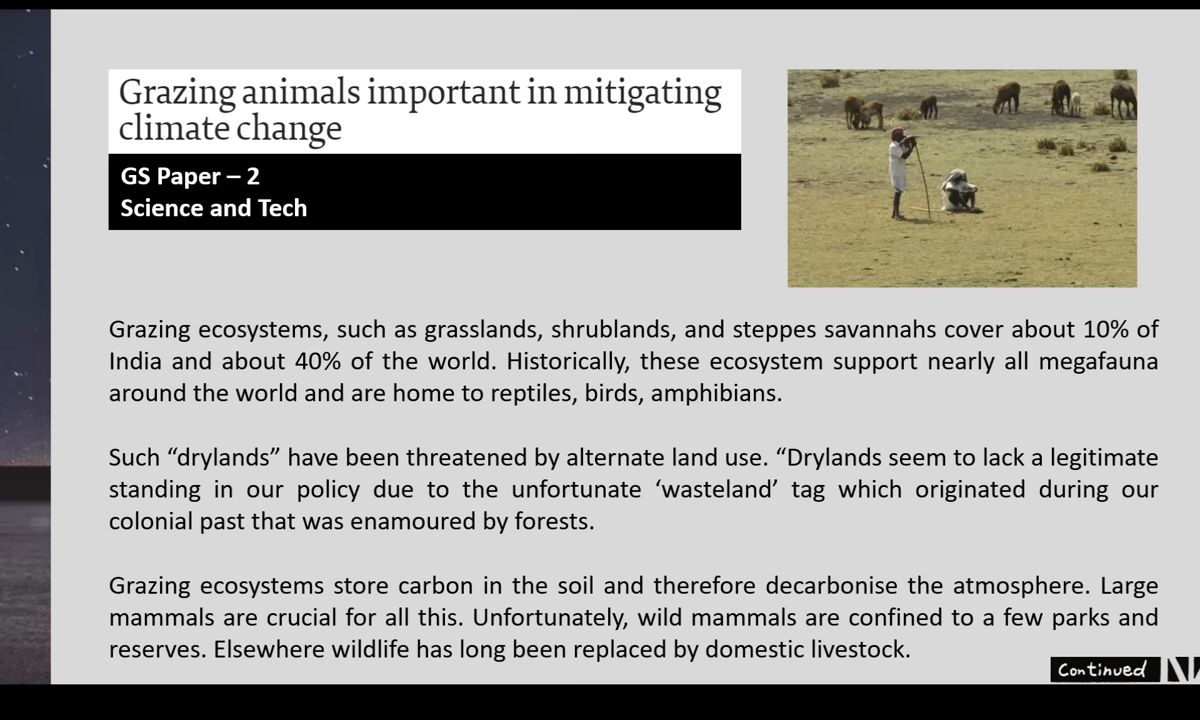 Grazing animals important in mitigating
climate change
GS Paper – 2
Science and Tech
Grazing ecosystems, such as grasslands, shrublands, and steppes savannahs cover about 10% of
India and about 40% of the world. Historically, these ecosystem support nearly all megafauna
around the world and are home to reptiles, birds, amphibians.
Such “drylands” have been threatened by alternate land use. “Drylands seem to lack a legitimate
standing in our policy due to the unfortunate ‘wasteland’ tag which originated during our
colonial past that was enamoured by forests.
Grazing ecosystems store carbon in the soil and therefore decarbonise the atmosphere. Large
mammals are crucial for all this. Unfortunately, wild mammals are confined to a few parks and
reserves. Elsewhere wildlife has long been replaced by domestic livestock.
Continued